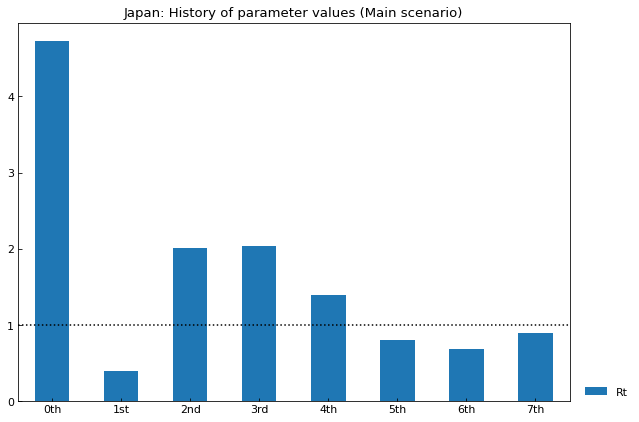 Japan: History of parameter values (Main scenario)
4
3
2
1
0
0th 1st 2nd 3rd 4th 5th 6th 7th
Rt